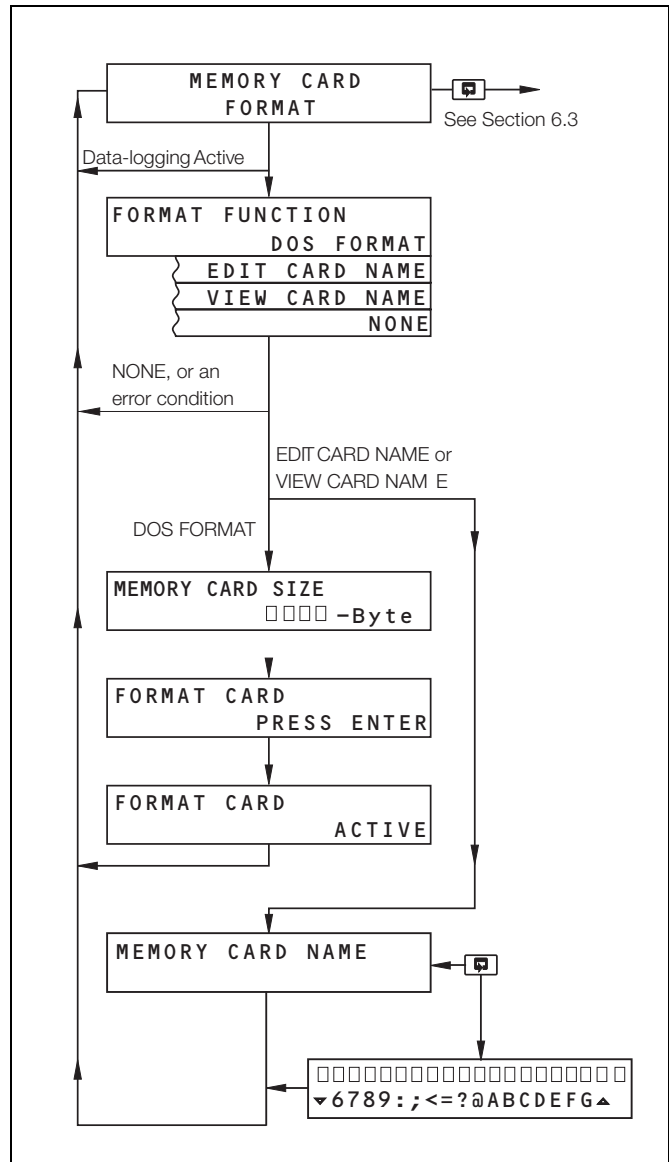 MEMORY CARD
FORMAT
See Section 6.3
Data-logging Active
FORMAT FUNCTION
DOS FORMAT
EDIT CARD NAME
VIEW CARD NAME
NONE
NONE, or an
error condition
EDIT CARD NAME or
VIEW CARD NAM E
DOS FORMAT
MEMORY CARD SIZE
□□□□ -Byte
FORMAT CARD
PRESS ENTER
FORMAT CARD
ACTIVE
MEMORY CARD NAME
□□□□□□□□□□□□□□□□□□□□
▼6789:;<=?@ABCDEFG▲